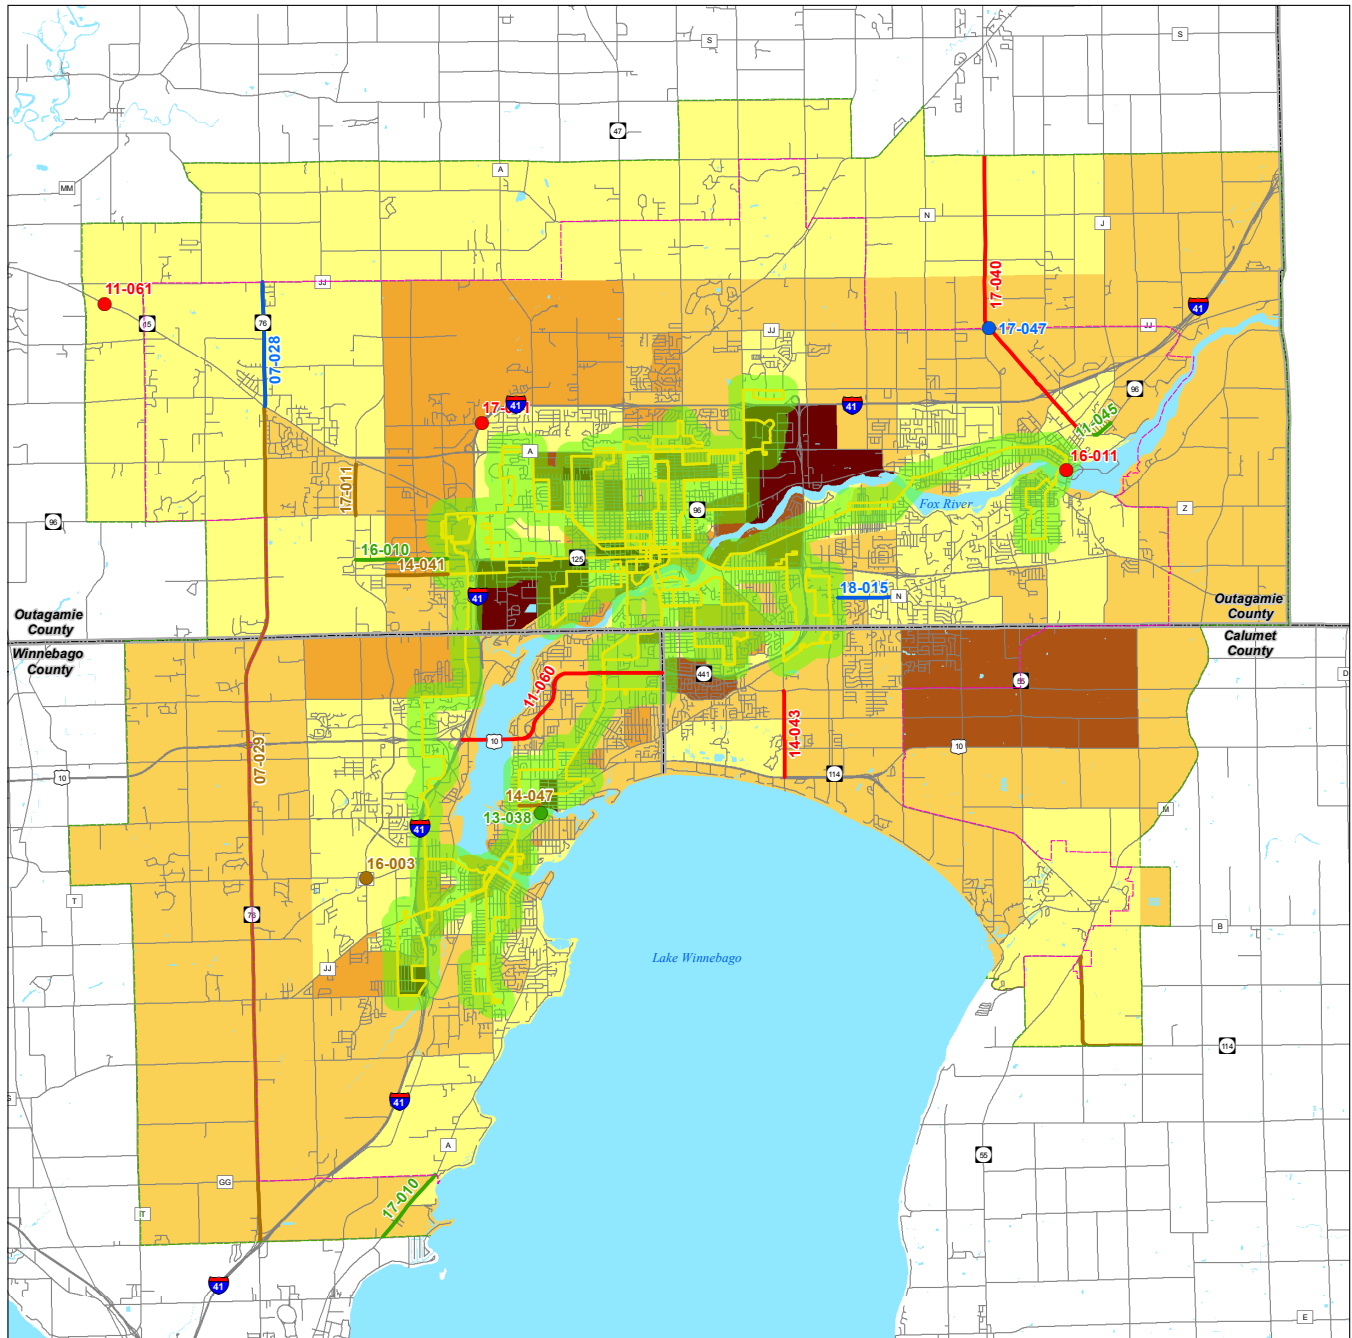 S
S
47
A
MM
N
J
JJ
11-061
17-040
41
15
76
JJ
17-047
JJ
07-028
96
41
41
11-045
A
16-011
17-011
96
Fox River
96
Z
16-010
125
14-041
18-015
N
41
Outagamie
County
Outagamie
County
Winnebago
County
Calumet
County
441
55
D
11-060
14-043
10
10
10
07-029
114
14-047
13-038
M
41
16-003
T
76
B
Lake Winnebago
JJ
114
41
A
55
GG
17-010
T
41
E